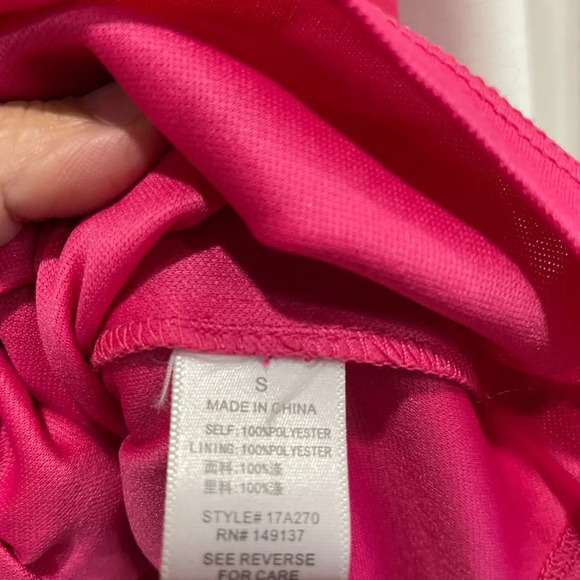 S
MADE IN CHINA
SELF: 100%POLYESTER
LINING: 100%POLYESTER
面料: 100%涤
里料: 100%涤
STYLE# 17A270
RN# 149137
SEE REVERSE
FOR CARE